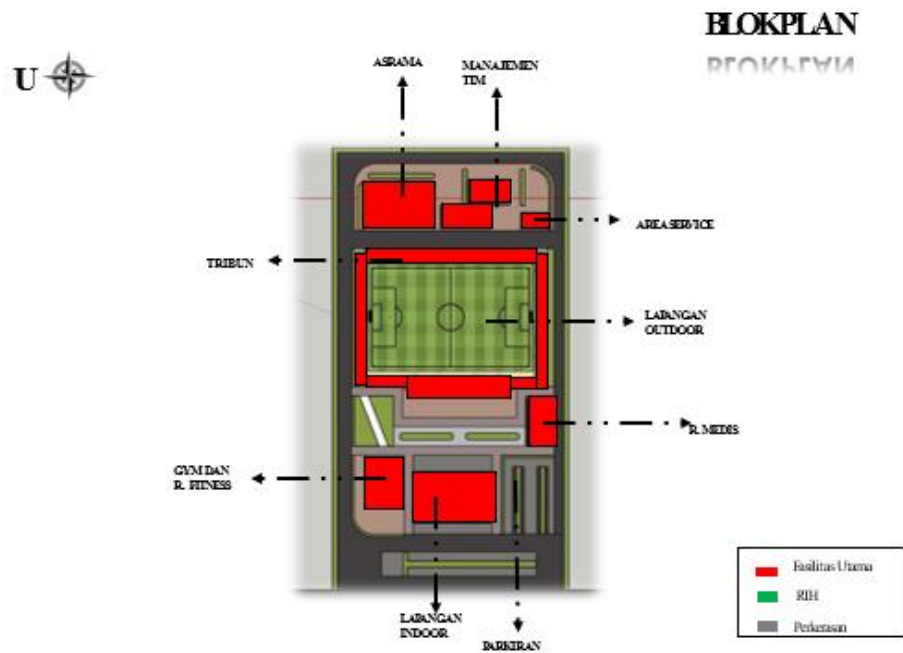 BLOKPLAN
U
ASRAMA
MANAJEMEN
TIM
AREA SERVICE
TRIBUN
LAPANGAN
OUTDOOR
R. MEDIS
GYM DAN
R. FITNESS
LAPANGAN
INDOOR
PARKIRAN
Fasilitas Utama
RTH
Perkerasan